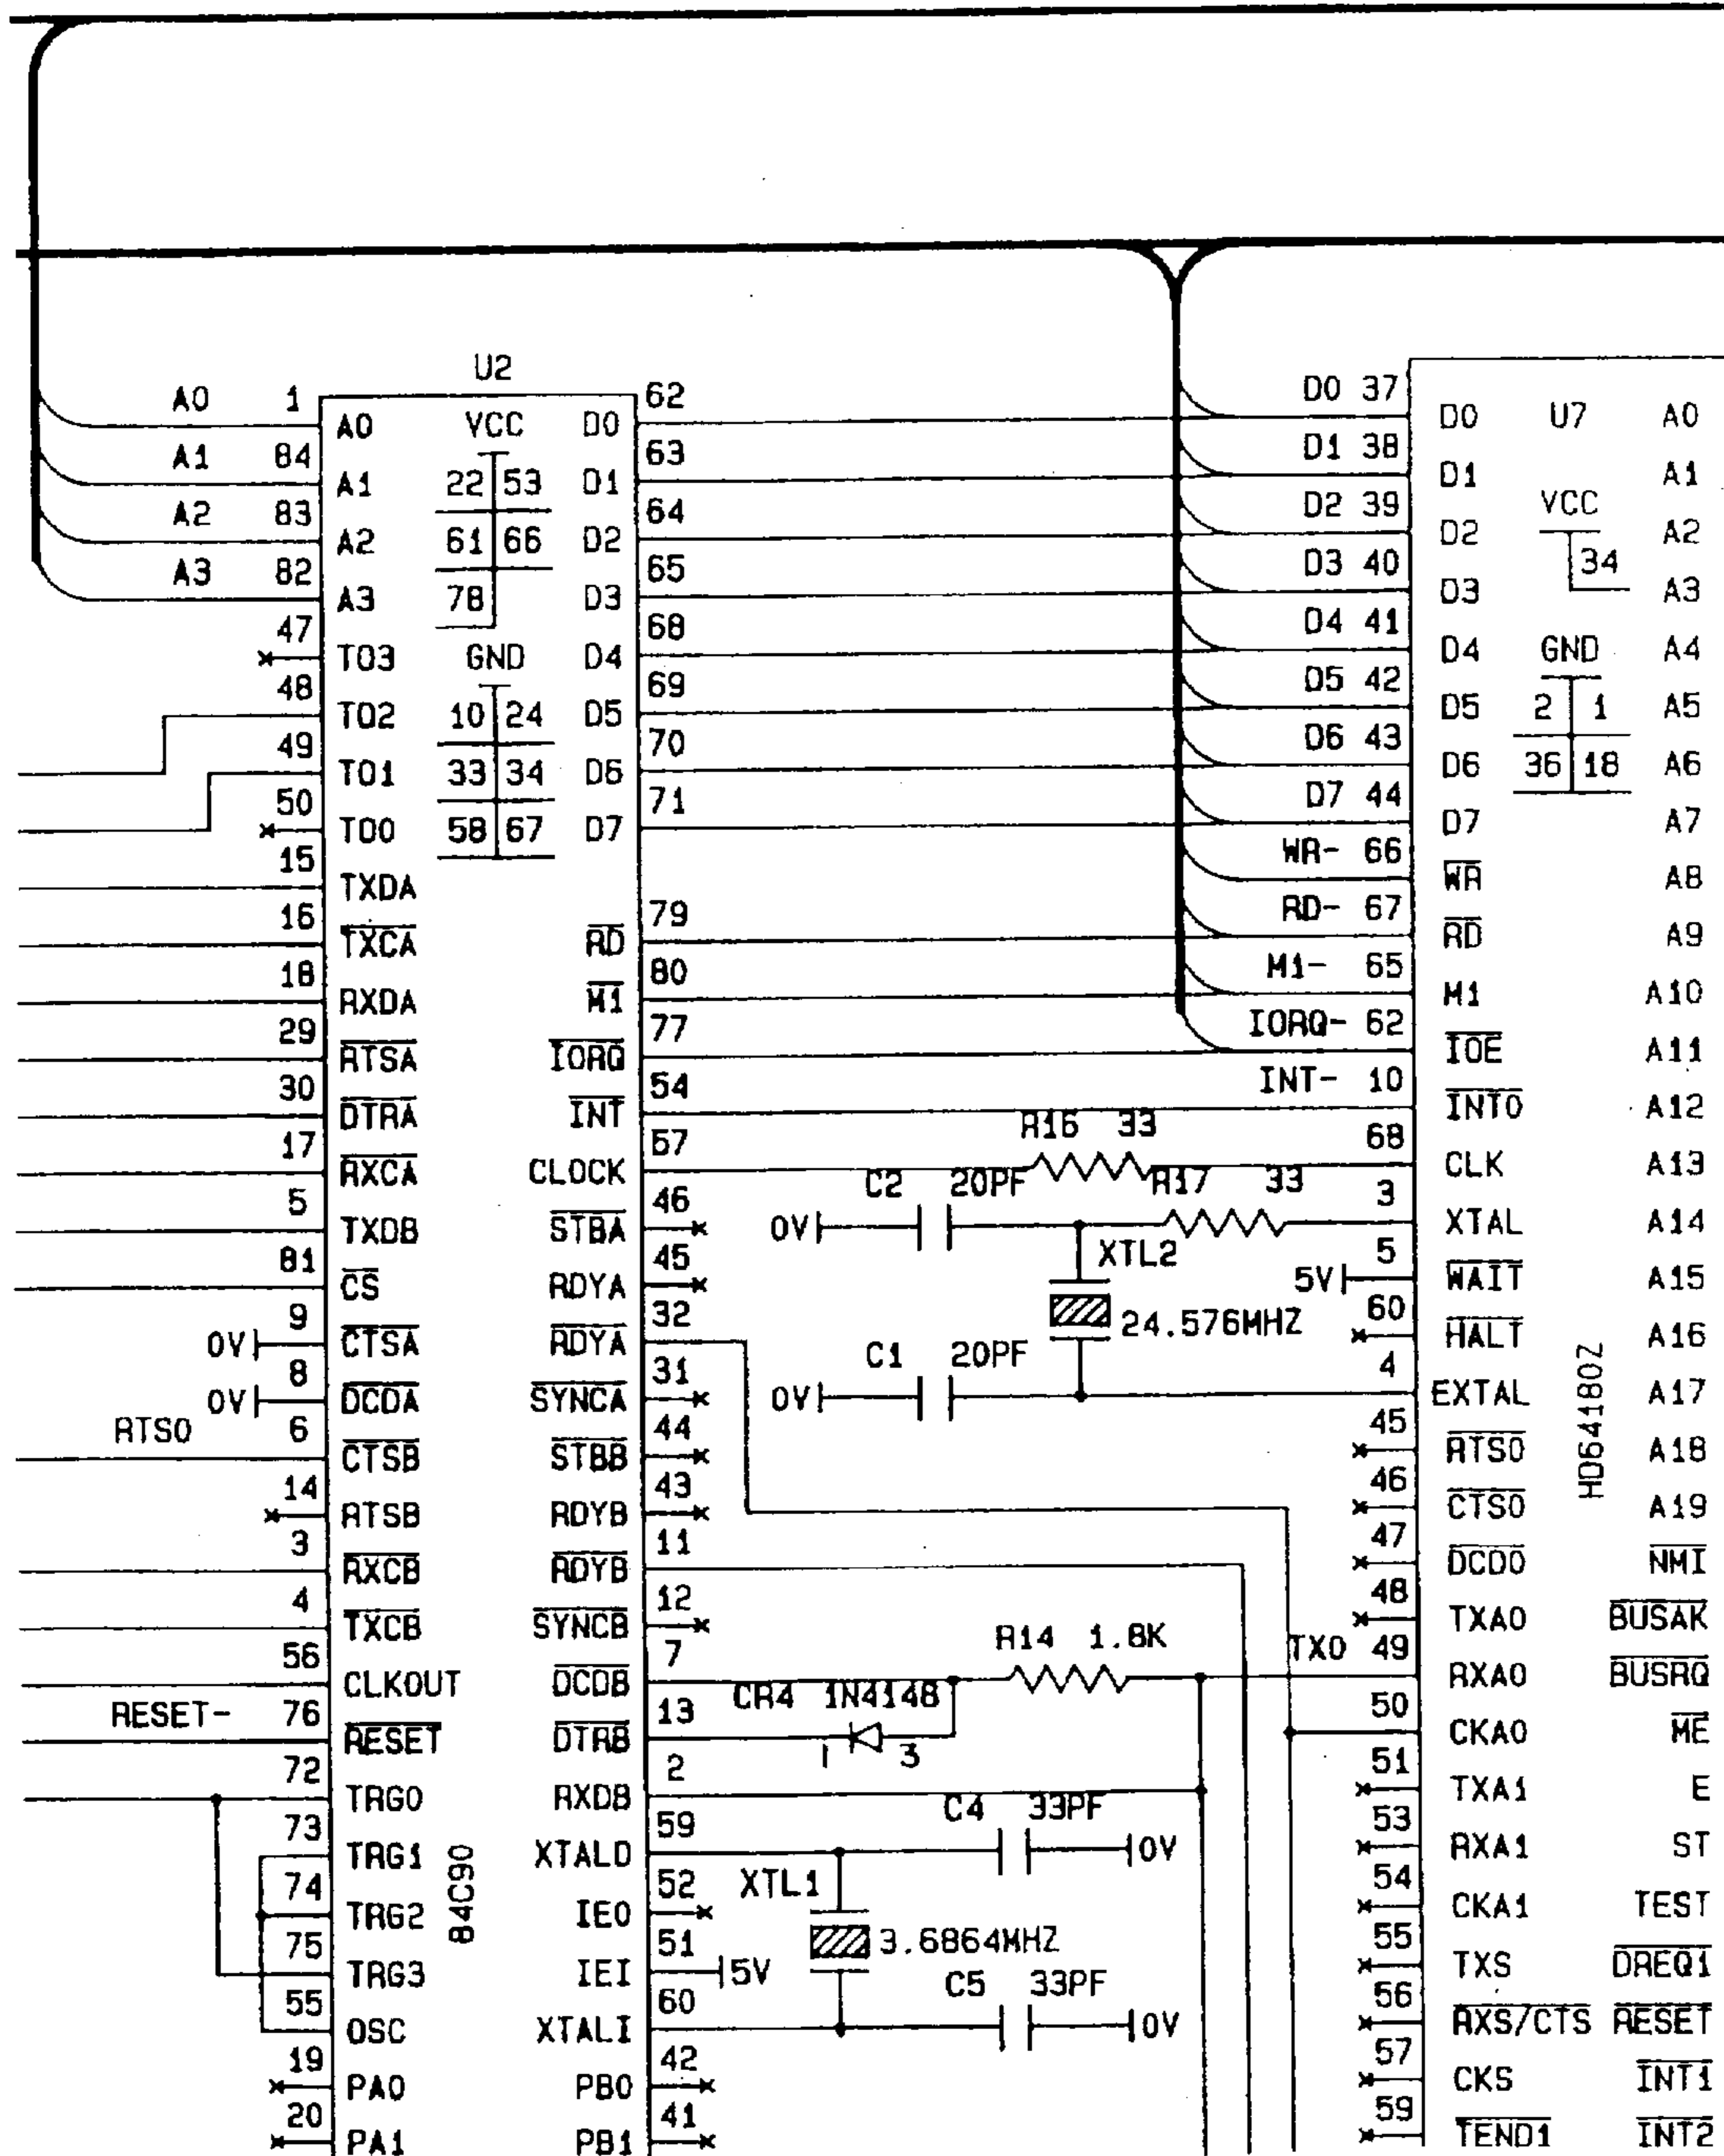 U2
A0 1 A0 VCC D0 62 D0 37 D0 U7 A0
A1 84 A1 22 53 D1 63 D1 38 D1 A1
A2 83 A2 61 66 D2 64 D2 39 D2 VCC A2
A3 82 A3 78 D3 65 D3 40 D3 34 A3
47 TO3 GND D4 68 D4 41 D4 GND A4
48 TO2 10 24 D5 69 D5 42 D5 2 1 A5
49 TO1 33 34 D6 70 D6 43 D6 36 18 A6
50 TO0 58 67 D7 71 D7 44 D7 A7
15 TXDA WR- 66 WR A8
16 TXCA RD 79 RD- 67 RD A9
18 RXDA M1 80 M1- 65 M1 A10
29 RTSA IORQ 77 IORQ- 62 IOE A11
30 DTRA INT 54 INT- 10 INT0 A12
17 RXCA CLOCK 57 R16 33 68 CLK A13
5 TXDB STBA 46 0V C2 20PF R17 33 3 XTAL A14
81 CS RDYA 45 XTL2 5V 5 WAIT A15
0V 9 CTSA RDYA 32 24.576MHZ 60 HALT A16
0V 8 DCDA SYNCA 31 0V C1 20PF 4 EXTAL A17
RTS0 6 CTSB STBB 44 45 RTS0 A18
14 RTSB RDYB 43 46 CTS0 A19
3 RXCB RDYB 11 47 DCD0 NMI
4 TXCB SYNCB 12 48 TXA0 BUSAK
56 CLKOUT DCDB 7 R14 1.8K TX0 49 RXA0 BUSRQ
RESET- 76 RESET DTRB 13 CR4 1N4148 1 3 50 CKA0 ME
72 TRG0 RXDB 2 51 TXA1 E
73 TRG1 XTALO 59 C4 33PF 0V 53 RXA1 ST
74 TRG2 IEO 52 XTL1 54 CKA1 TEST
75 TRG3 IEI 51 5V 3.6864MHZ 55 TXS DREQ1
55 OSC XTALI 60 C5 33PF 0V 56 RXS/CTS RESET
19 PA0 PB0 42 57 CKS INT1
20 PA1 PB1 41 59 TEND1 INT2
84C90
HD64180Z